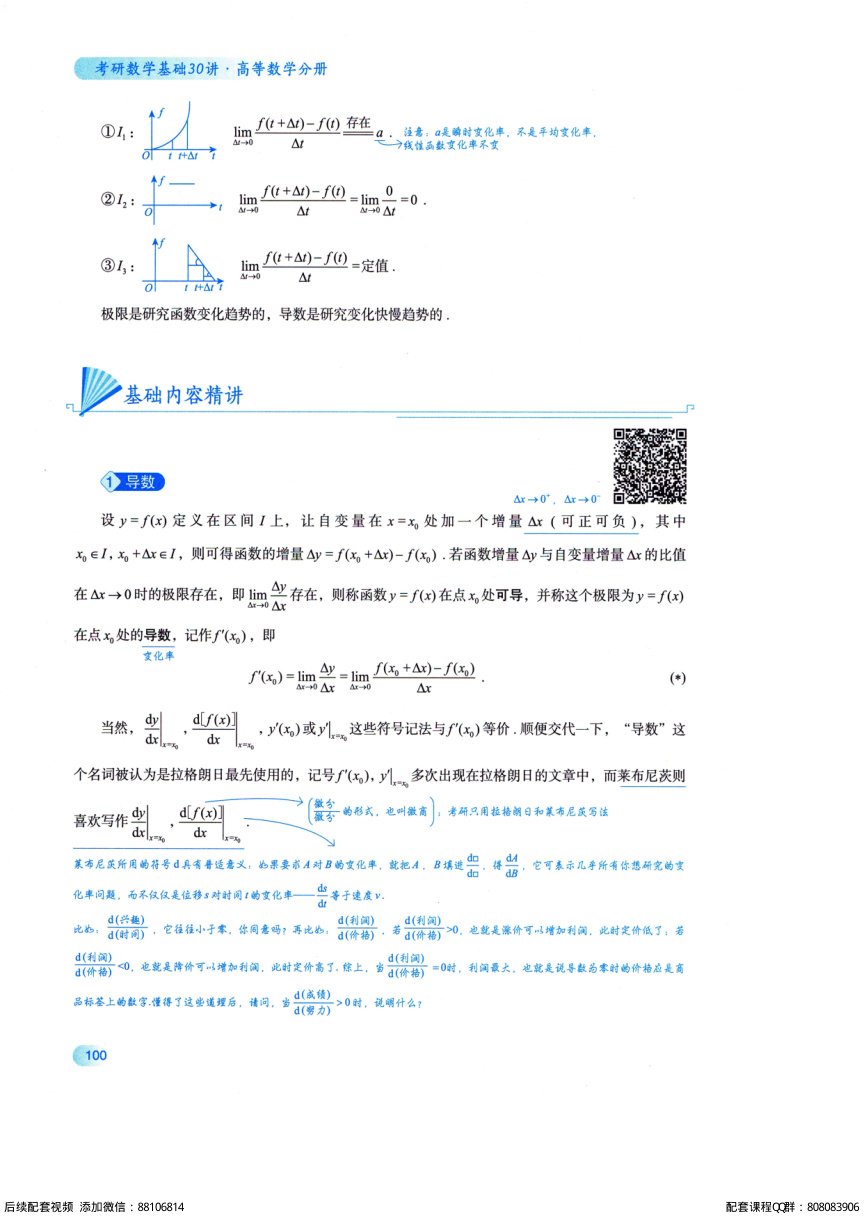 考研数学基础30讲·高等数学分册
①I₁： f O t t+Δt t lim_{Δt→0} [f(t+Δt)−f(t)]/Δt 存在== a．注意：a是瞬时变化率，不是平均变化率，
→线性函数变化率不变
②I₂： f O t lim_{Δt→0} [f(t+Δt)−f(t)]/Δt = lim_{Δt→0} 0/Δt = 0．
③I₃： f O t t+Δt t lim_{Δt→0} [f(t+Δt)−f(t)]/Δt =定值．
极限是研究函数变化趋势的，导数是研究变化快慢趋势的．
基础内容精讲
1 导数
Δx→0⁺，Δx→0⁻
设 y=f(x) 定义在区间 I 上，让自变量在 x=x₀ 处加一个增量 Δx（可正可负），其中
x₀∈I，x₀+Δx∈I，则可得函数的增量 Δy=f(x₀+Δx)−f(x₀)．若函数增量 Δy 与自变量增量 Δx 的比值
在 Δx→0 时的极限存在，即 lim_{Δx→0} Δy/Δx 存在，则称函数 y=f(x) 在点 x₀ 处可导，并称这个极限为 y=f(x)
在点 x₀ 处的导数，记作 f′(x₀)，即
变化率
f′(x₀)=lim_{Δx→0} Δy/Δx=lim_{Δx→0} [f(x₀+Δx)−f(x₀)]/Δx． (*)
当然，dy/dx|_{x=x₀}，d[f(x)]/dx|_{x=x₀}，y′(x₀)或y′|_{x=x₀} 这些符号记法与 f′(x₀) 等价．顺便交代一下，“导数”这
个名词被认为是拉格朗日最先使用的，记号 f′(x₀)，y′|_{x=x₀} 多次出现在拉格朗日的文章中，而莱布尼茨则
喜欢写作 dy/dx|_{x=x₀}，d[f(x)]/dx|_{x=x₀}． （微分/微分 的形式，也叫微商）；考研只用拉格朗日和莱布尼茨写法
莱布尼茨所用的符号d具有普适意义，如果要求A对B的变化率，就把A，B填进 d□/d□，得 dA/dB，它可表示几乎所有你想研究的变
化率问题，而不仅仅是位移s对时间t的变化率——ds/dt 等于速度v．
比如：d(兴趣)/d(时间)，它往往小于零，你同意吗？再比如：d(利润)/d(价格)，若 d(利润)/d(价格)>0，也就是涨价可以增加利润，此时定价低了；若
d(利润)/d(价格)<0，也就是降价可以增加利润，此时定价高了．综上，当 d(利润)/d(价格)=0时，利润最大，也就是说导数为零时的价格应是商
品标签上的数字．懂得了这些道理后，请问，当 d(成绩)/d(努力)>0时，说明什么？
100
后续配套视频 添加微信：88106814
配套课程QQ群：808083906